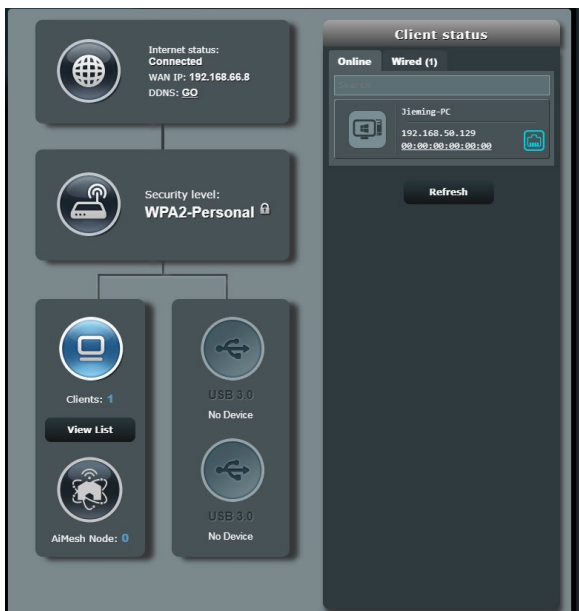 Internet status:
Connected
WAN IP: 192.168.66.8
DDNS: GO
Security level:
WPA2-Personal
Clients: 1
View List
AiMesh Node: 0
USB 3.0
No Device
USB 3.0
No Device
Client status
Online Wired (1)
Search
Jieming-PC
192.168.50.129
00:00:00:00:00:00
Refresh